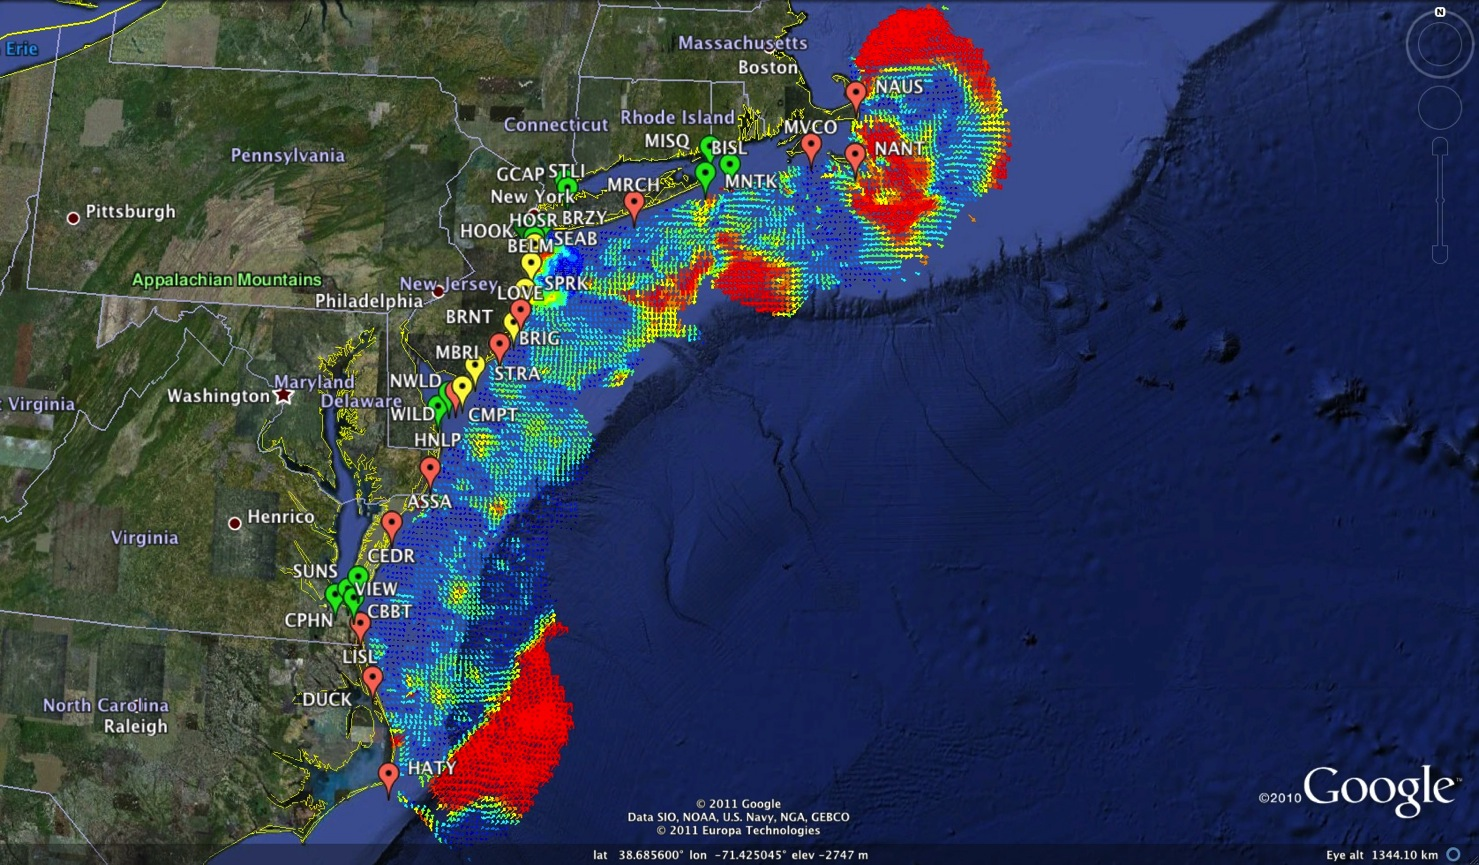 N
Erie
Massachusetts
Boston
NAUS
Connecticut
Rhode Island
MVCO
MISQ
BISL
NANT
Pennsylvania
GCAP
STLI
MNTK
MRCH
New York
Pittsburgh
HOSR
BRZY
HOOK
SEAB
BELM
Appalachian Mountains
New Jersey
SPRK
LOVE
Philadelphia
BRNT
BRIG
MBRI
STRA
NWLD
Maryland
Washington
Delaware
Virginia
WILD
CMPT
HNLP
ASSA
Henrico
Virginia
CEDR
SUNS
VIEW
CBBT
CPHN
LISL
DUCK
North Carolina
Raleigh
HATY
©2010 Google™
© 2011 Google
Data SIO, NOAA, U.S. Navy, NGA, GEBCO
© 2011 Europa Technologies
lat 38.685600° lon -71.425045° elev -2747 m
Eye alt 1344.10 km